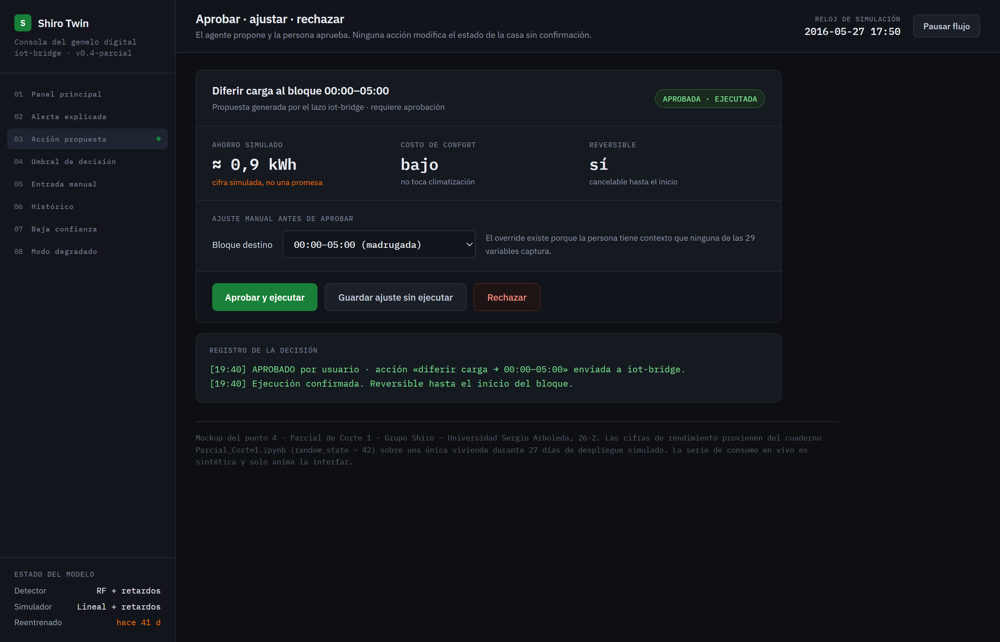 S Shiro Twin
Consola del gemelo digital
iot-bridge · v0.4-parcial
01 Panel principal
02 Alerta explicada
03 Acción propuesta
04 Umbral de decisión
05 Entrada manual
06 Histórico
07 Baja confianza
08 Modo degradado
ESTADO DEL MODELO
Detector RF + retardos
Simulador Lineal + retardos
Reentrenado hace 41 d
Aprobar · ajustar · rechazar
El agente propone y la persona aprueba. Ninguna acción modifica el estado de la casa sin confirmación.
RELOJ DE SIMULACIÓN
2016-05-27 17:50
Pausar flujo
Diferir carga al bloque 00:00–05:00
Propuesta generada por el lazo iot-bridge · requiere aprobación
APROBADA · EJECUTADA
AHORRO SIMULADO
≈ 0,9 kWh
cifra simulada, no una promesa
COSTO DE CONFORT
bajo
no toca climatización
REVERSIBLE
sí
cancelable hasta el inicio
AJUSTE MANUAL ANTES DE APROBAR
Bloque destino
00:00–05:00 (madrugada)
El override existe porque la persona tiene contexto que ninguna de las 29
variables captura.
Aprobar y ejecutar
Guardar ajuste sin ejecutar
Rechazar
REGISTRO DE LA DECISIÓN
[19:40] APROBADO por usuario · acción «diferir carga → 00:00–05:00» enviada a iot-bridge.
[19:40] Ejecución confirmada. Reversible hasta el inicio del bloque.
Mockup del punto 4 · Parcial de Corte 1 · Grupo Shiro — Universidad Sergio Arboleda, 26-2. Las cifras de rendimiento provienen del cuaderno
Parcial_Corte1.ipynb (random_state = 42) sobre una única vivienda durante 27 días de despliegue simulado. La serie de consumo en vivo es
sintética y solo anima la interfaz.